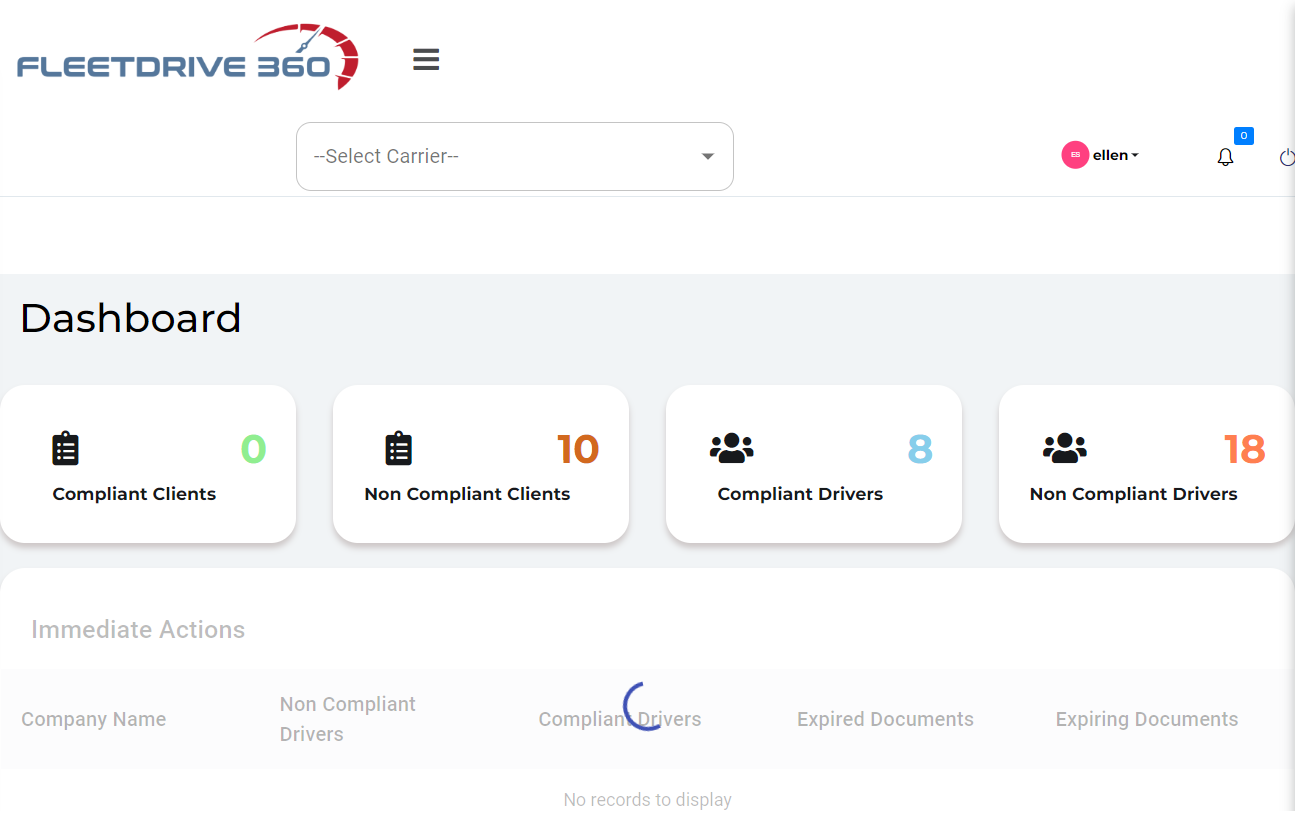 FLEETDRIVE 360
--Select Carrier--
EB
ellen
0
Dashboard
0
Compliant Clients
10
Non Compliant Clients
8
Compliant Drivers
18
Non Compliant Drivers
Immediate Actions
Company Name
Non Compliant
Drivers
Compliant Drivers
Expired Documents
Expiring Documents
No records to display